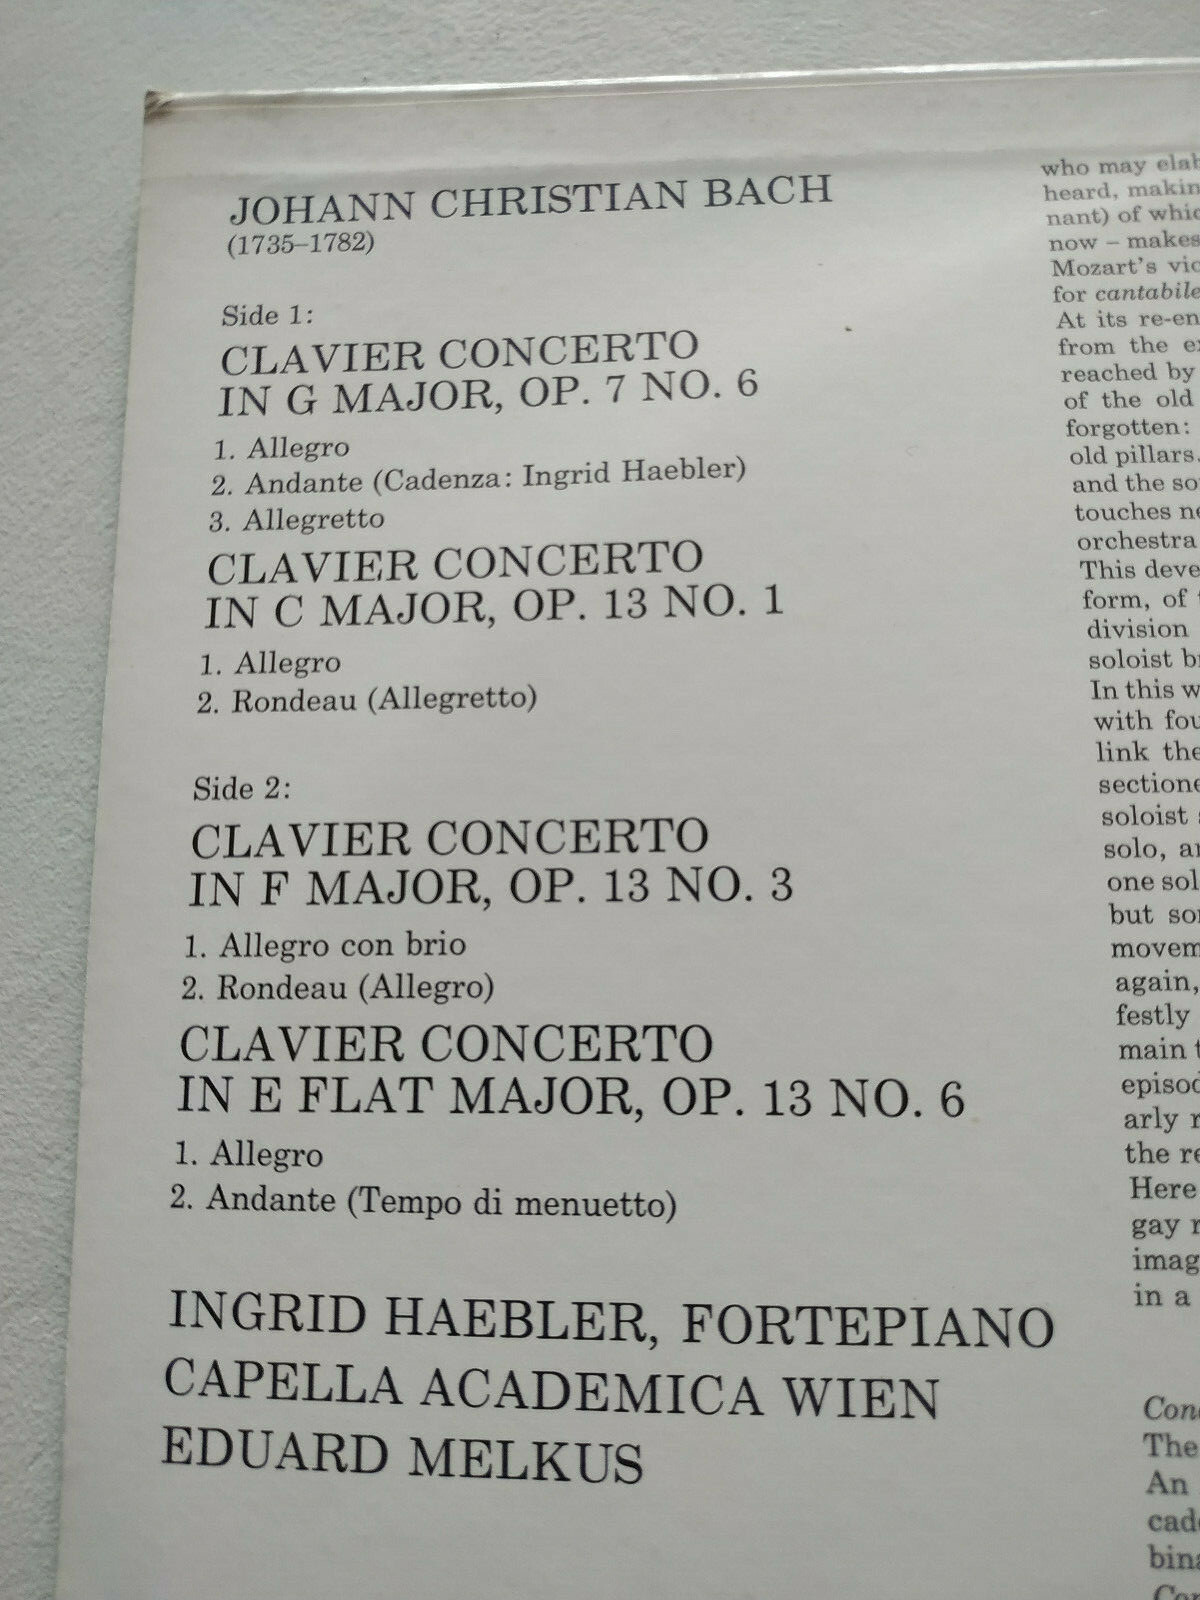 JOHANN CHRISTIAN BACH
(1735–1782)
Side 1:
CLAVIER CONCERTO
IN G MAJOR, OP. 7 NO. 6
1. Allegro
2. Andante (Cadenza: Ingrid Haebler)
3. Allegretto
CLAVIER CONCERTO
IN C MAJOR, OP. 13 NO. 1
1. Allegro
2. Rondeau (Allegretto)
Side 2:
CLAVIER CONCERTO
IN F MAJOR, OP. 13 NO. 3
1. Allegro con brio
2. Rondeau (Allegro)
CLAVIER CONCERTO
IN E FLAT MAJOR, OP. 13 NO. 6
1. Allegro
2. Andante (Tempo di menuetto)
INGRID HAEBLER, FORTEPIANO
CAPELLA ACADEMICA WIEN
EDUARD MELKUS
who may
heard,
nant) of
now – makes
Mozart's
for cantabile
At its
from the
reached by
of the old
forgotten:
old pillars.
and the
touches
orchestra
This
form, of
division
soloist
In this
with
link the
soloist
solo,
one
but
again,
festly
main
arly
the
Here
gay
in a
The
An